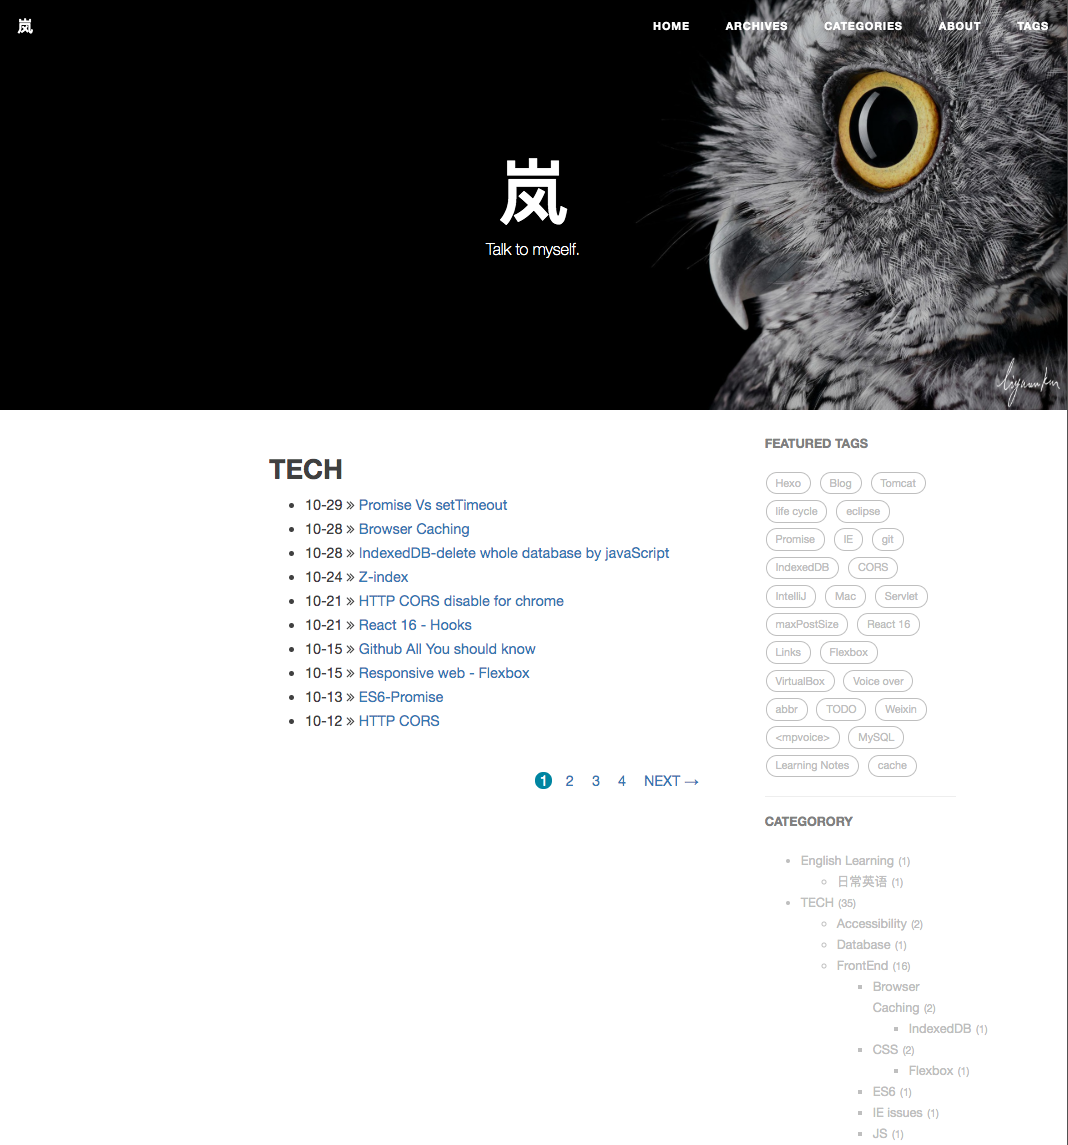 岚
HOME ARCHIVES CATEGORIES ABOUT TAGS
岚
Talk to myself.
TECH
10-29 » Promise Vs setTimeout
10-28 » Browser Caching
10-28 » IndexedDB-delete whole database by javaScript
10-24 » Z-index
10-21 » HTTP CORS disable for chrome
10-21 » React 16 - Hooks
10-15 » Github All You should know
10-15 » Responsive web - Flexbox
10-13 » ES6-Promise
10-12 » HTTP CORS
1 2 3 4 NEXT →
FEATURED TAGS
Hexo Blog Tomcat
life cycle eclipse
Promise IE git
IndexedDB CORS
IntelliJ Mac Servlet
maxPostSize React 16
Links Flexbox
VirtualBox Voice over
abbr TODO Weixin
<mpvoice> MySQL
Learning Notes cache
CATEGORORY
English Learning (1)
日常英语 (1)
TECH (35)
Accessibility (2)
Database (1)
FrontEnd (16)
Browser
Caching (2)
IndexedDB (1)
CSS (2)
Flexbox (1)
ES6 (1)
IE issues (1)
JS (1)